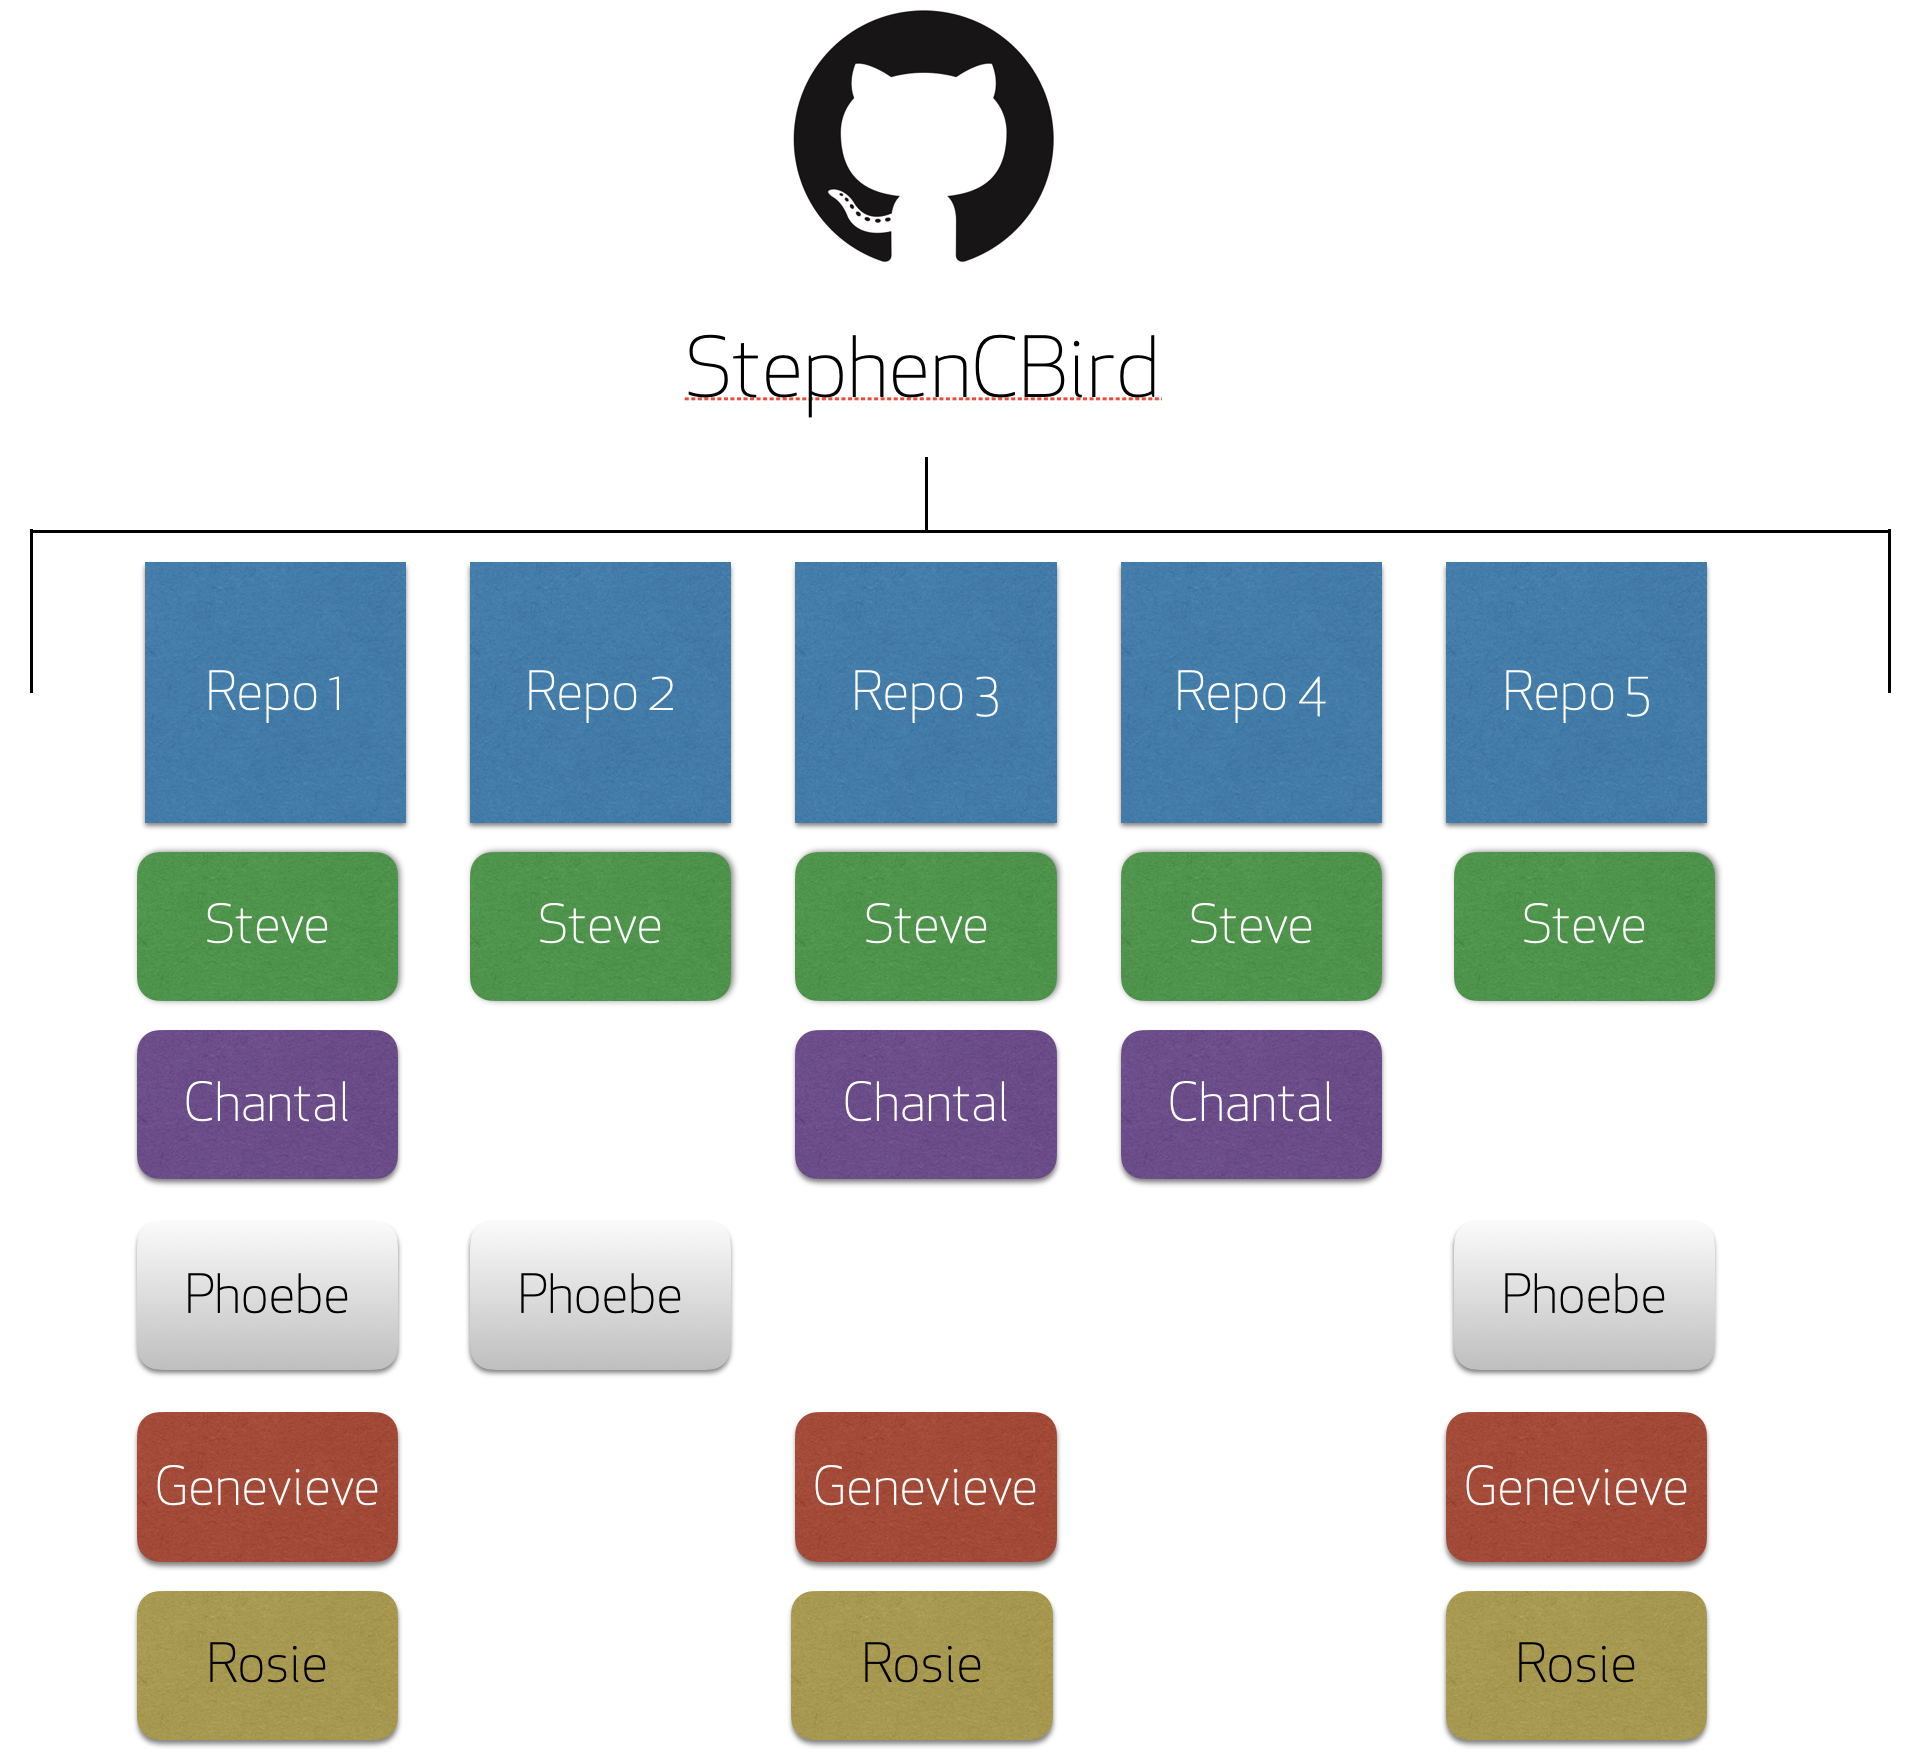 StephenCBird
Repo 1
Repo 2
Repo 3
Repo 4
Repo 5
Steve
Steve
Steve
Steve
Steve
Chantal
Chantal
Chantal
Phoebe
Phoebe
Phoebe
Genevieve
Genevieve
Genevieve
Rosie
Rosie
Rosie